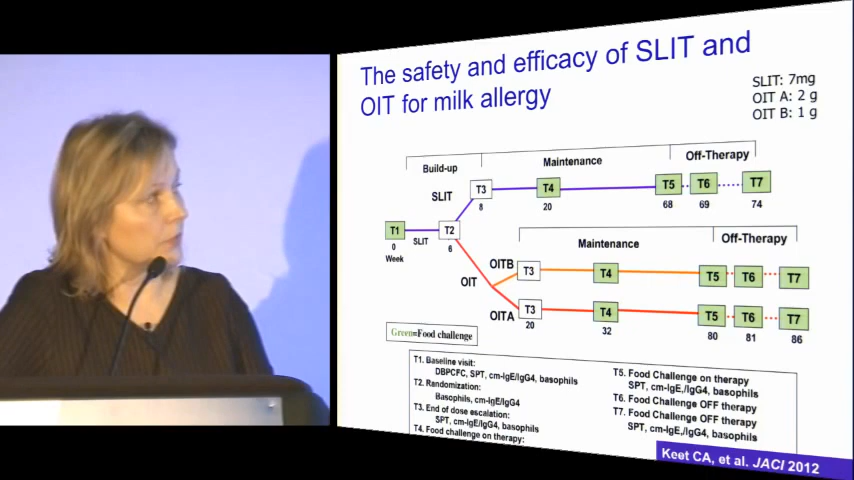 The safety and efficacy of SLIT and
OIT for milk allergy
SLIT: 7mg
OIT A: 2 g
OIT B: 1 g
Build-up
Maintenance
Off-Therapy
SLIT
T3
T4
T5
T6
T7
8
20
68
69
74
T1
SLIT
T2
0
Week
6
Maintenance
Off-Therapy
OITB
T3
T4
T5
T6
T7
OIT
OITA
T3
T4
T5
T6
T7
20
32
80
81
86
Green=Food challenge
T1. Baseline visit:
DBPCFC, SPT, cm-IgE/IgG4, basophils
T2. Randomization:
Basophils, cm-IgE/IgG4
T3. End of dose escalation:
SPT, cm-IgE/IgG4, basophils
T4. Food challenge on therapy:
T5. Food Challenge on therapy
SPT, cm-IgE,/IgG4, basophils
T6. Food Challenge OFF therapy
T7. Food Challenge OFF therapy
SPT, cm-IgE,/IgG4, basophils
Keet CA, et al. JACI 2012